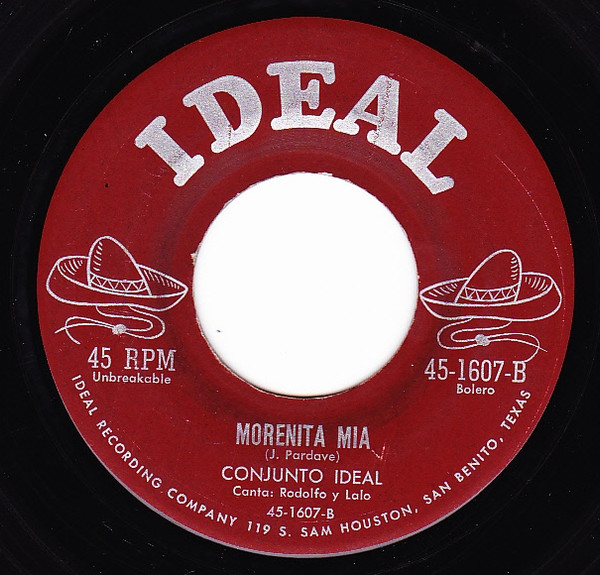 IDEAL
45 RPM
Unbreakable
45-1607-B
Bolero
MORENITA MIA
(J. Pardave)
CONJUNTO IDEAL
Canta: Rodolfo y Lalo
45-1607-B
IDEAL RECORDING COMPANY 119 S. SAM HOUSTON, SAN BENITO, TEXAS